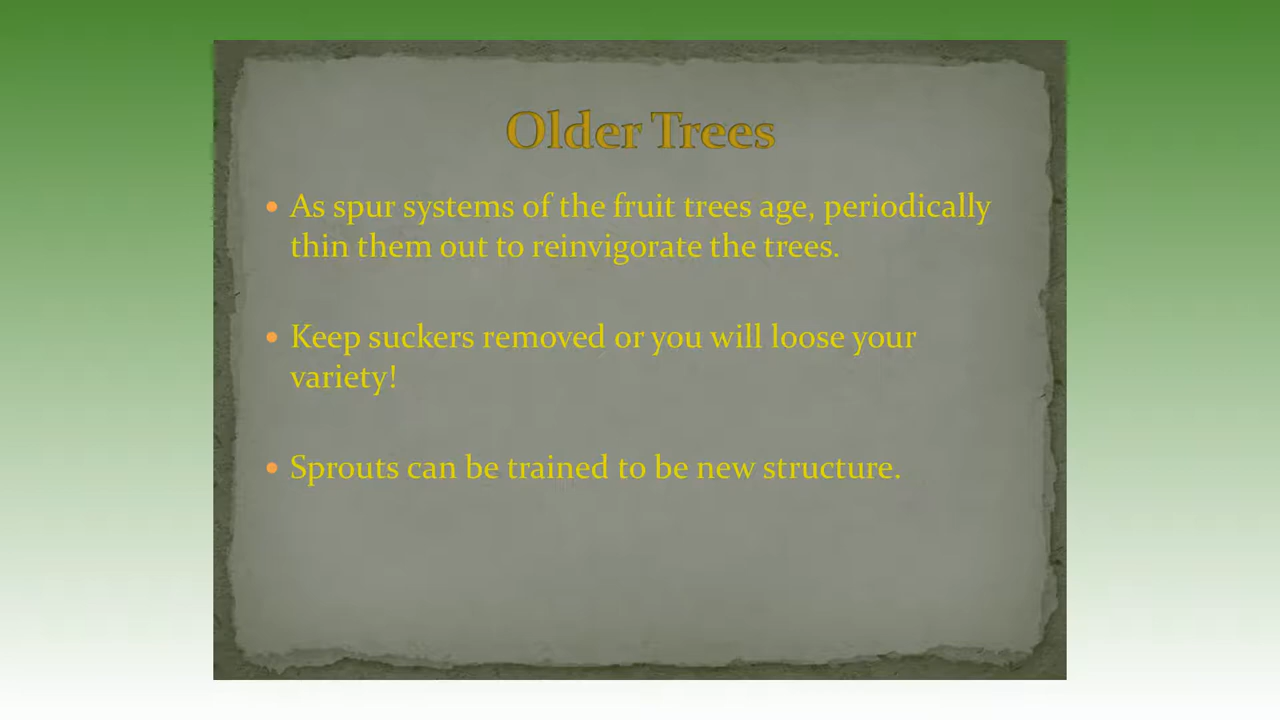 Older Trees
• As spur systems of the fruit trees age, periodically
thin them out to reinvigorate the trees.
• Keep suckers removed or you will loose your
variety!
• Sprouts can be trained to be new structure.